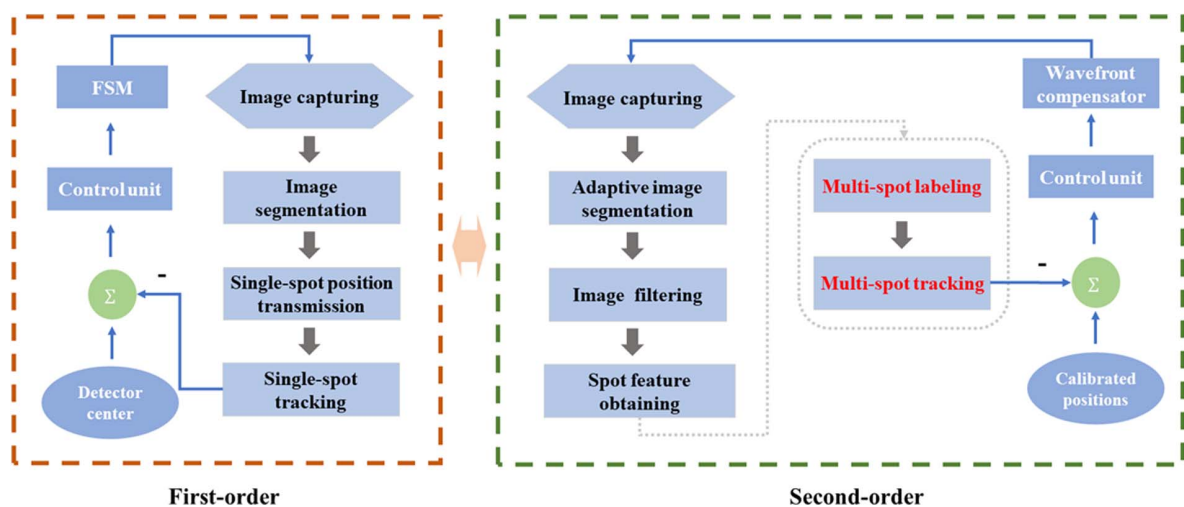 FSM
Image capturing
Control unit
Image
segmentation
-
Σ
Single-spot position
transmission
Detector
center
Single-spot
tracking
First-order
Image capturing
Wavefront
compensator
Adaptive image
segmentation
Multi-spot labeling
Control unit
Image filtering
Multi-spot tracking
-
Σ
Spot feature
obtaining
Calibrated
positions
Second-order